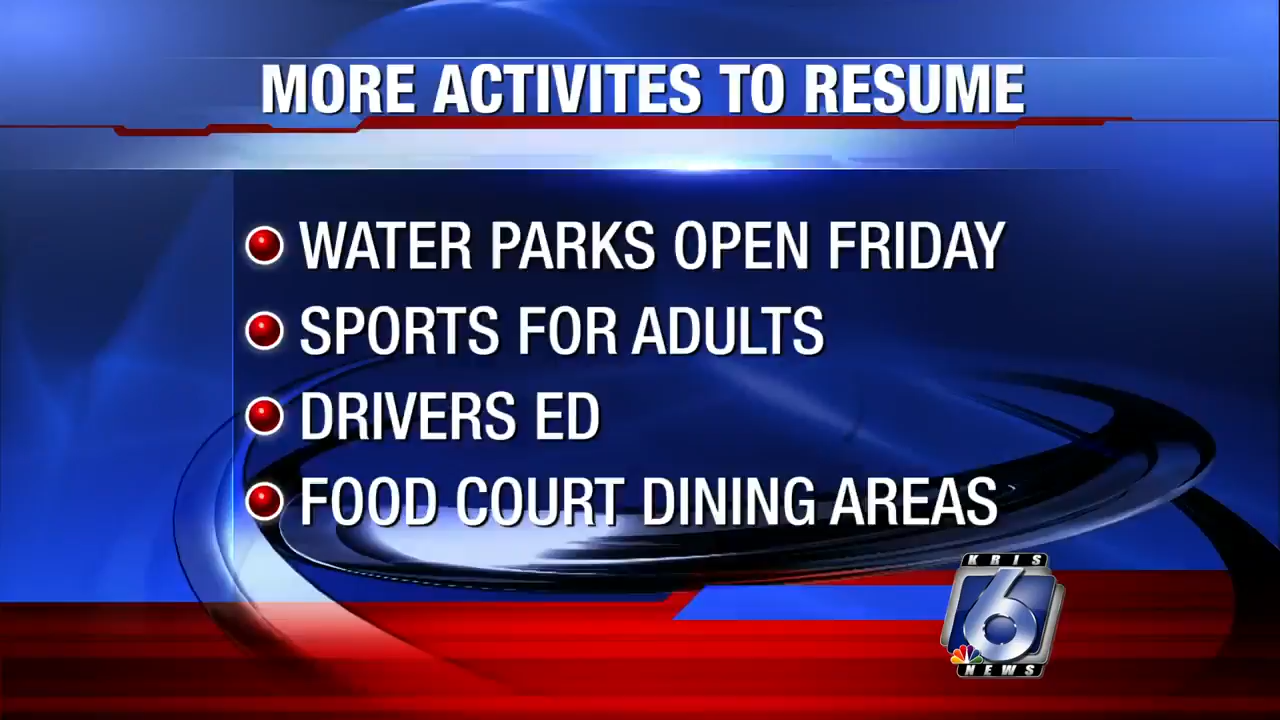 MORE ACTIVITES TO RESUME
WATER PARKS OPEN FRIDAY
SPORTS FOR ADULTS
DRIVERS ED
FOOD COURT DINING AREAS
KRIS
6
NEWS